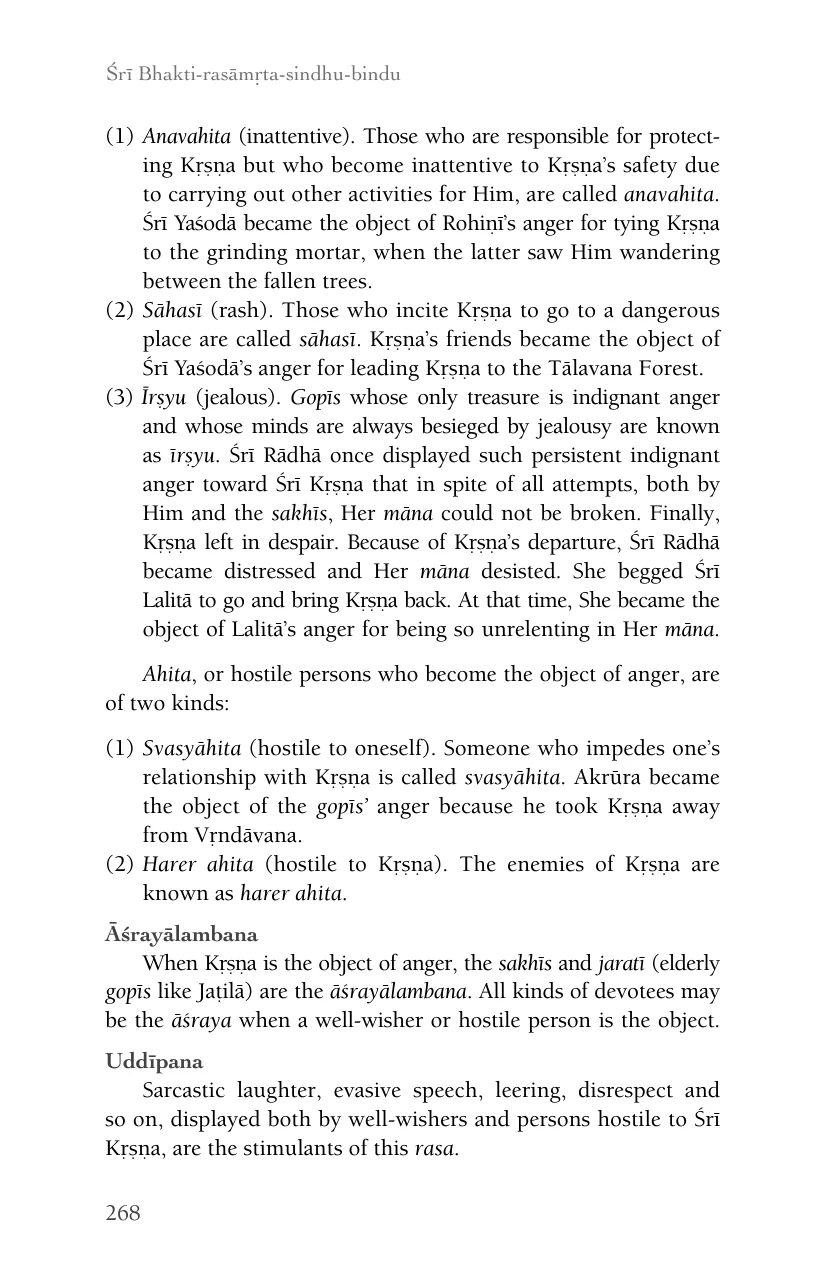 Śrī Bhakti-rasāmṛta-sindhu-bindu
(1) Anavahita (inattentive). Those who are responsible for protect-
ing Kṛṣṇa but who become inattentive to Kṛṣṇa’s safety due
to carrying out other activities for Him, are called anavahita.
Śrī Yaśodā became the object of Rohiṇī’s anger for tying Kṛṣṇa
to the grinding mortar, when the latter saw Him wandering
between the fallen trees.
(2) Sāhasī (rash). Those who incite Kṛṣṇa to go to a dangerous
place are called sāhasī. Kṛṣṇa’s friends became the object of
Śrī Yaśodā’s anger for leading Kṛṣṇa to the Tālavana Forest.
(3) Īrṣyu (jealous). Gopīs whose only treasure is indignant anger
and whose minds are always besieged by jealousy are known
as īrṣyu. Śrī Rādhā once displayed such persistent indignant
anger toward Śrī Kṛṣṇa that in spite of all attempts, both by
Him and the sakhīs, Her māna could not be broken. Finally,
Kṛṣṇa left in despair. Because of Kṛṣṇa’s departure, Śrī Rādhā
became distressed and Her māna desisted. She begged Śrī
Lalitā to go and bring Kṛṣṇa back. At that time, She became the
object of Lalitā’s anger for being so unrelenting in Her māna.
Ahita, or hostile persons who become the object of anger, are
of two kinds:
(1) Svasyāhita (hostile to oneself). Someone who impedes one’s
relationship with Kṛṣṇa is called svasyāhita. Akrūra became
the object of the gopīs’ anger because he took Kṛṣṇa away
from Vṛndāvana.
(2) Harer ahita (hostile to Kṛṣṇa). The enemies of Kṛṣṇa are
known as harer ahita.
Āśrayālambana
When Kṛṣṇa is the object of anger, the sakhīs and jaratī (elderly
gopīs like Jaṭilā) are the āśrayālambana. All kinds of devotees may
be the āśraya when a well-wisher or hostile person is the object.
Uddīpana
Sarcastic laughter, evasive speech, leering, disrespect and
so on, displayed both by well-wishers and persons hostile to Śrī
Kṛṣṇa, are the stimulants of this rasa.
268